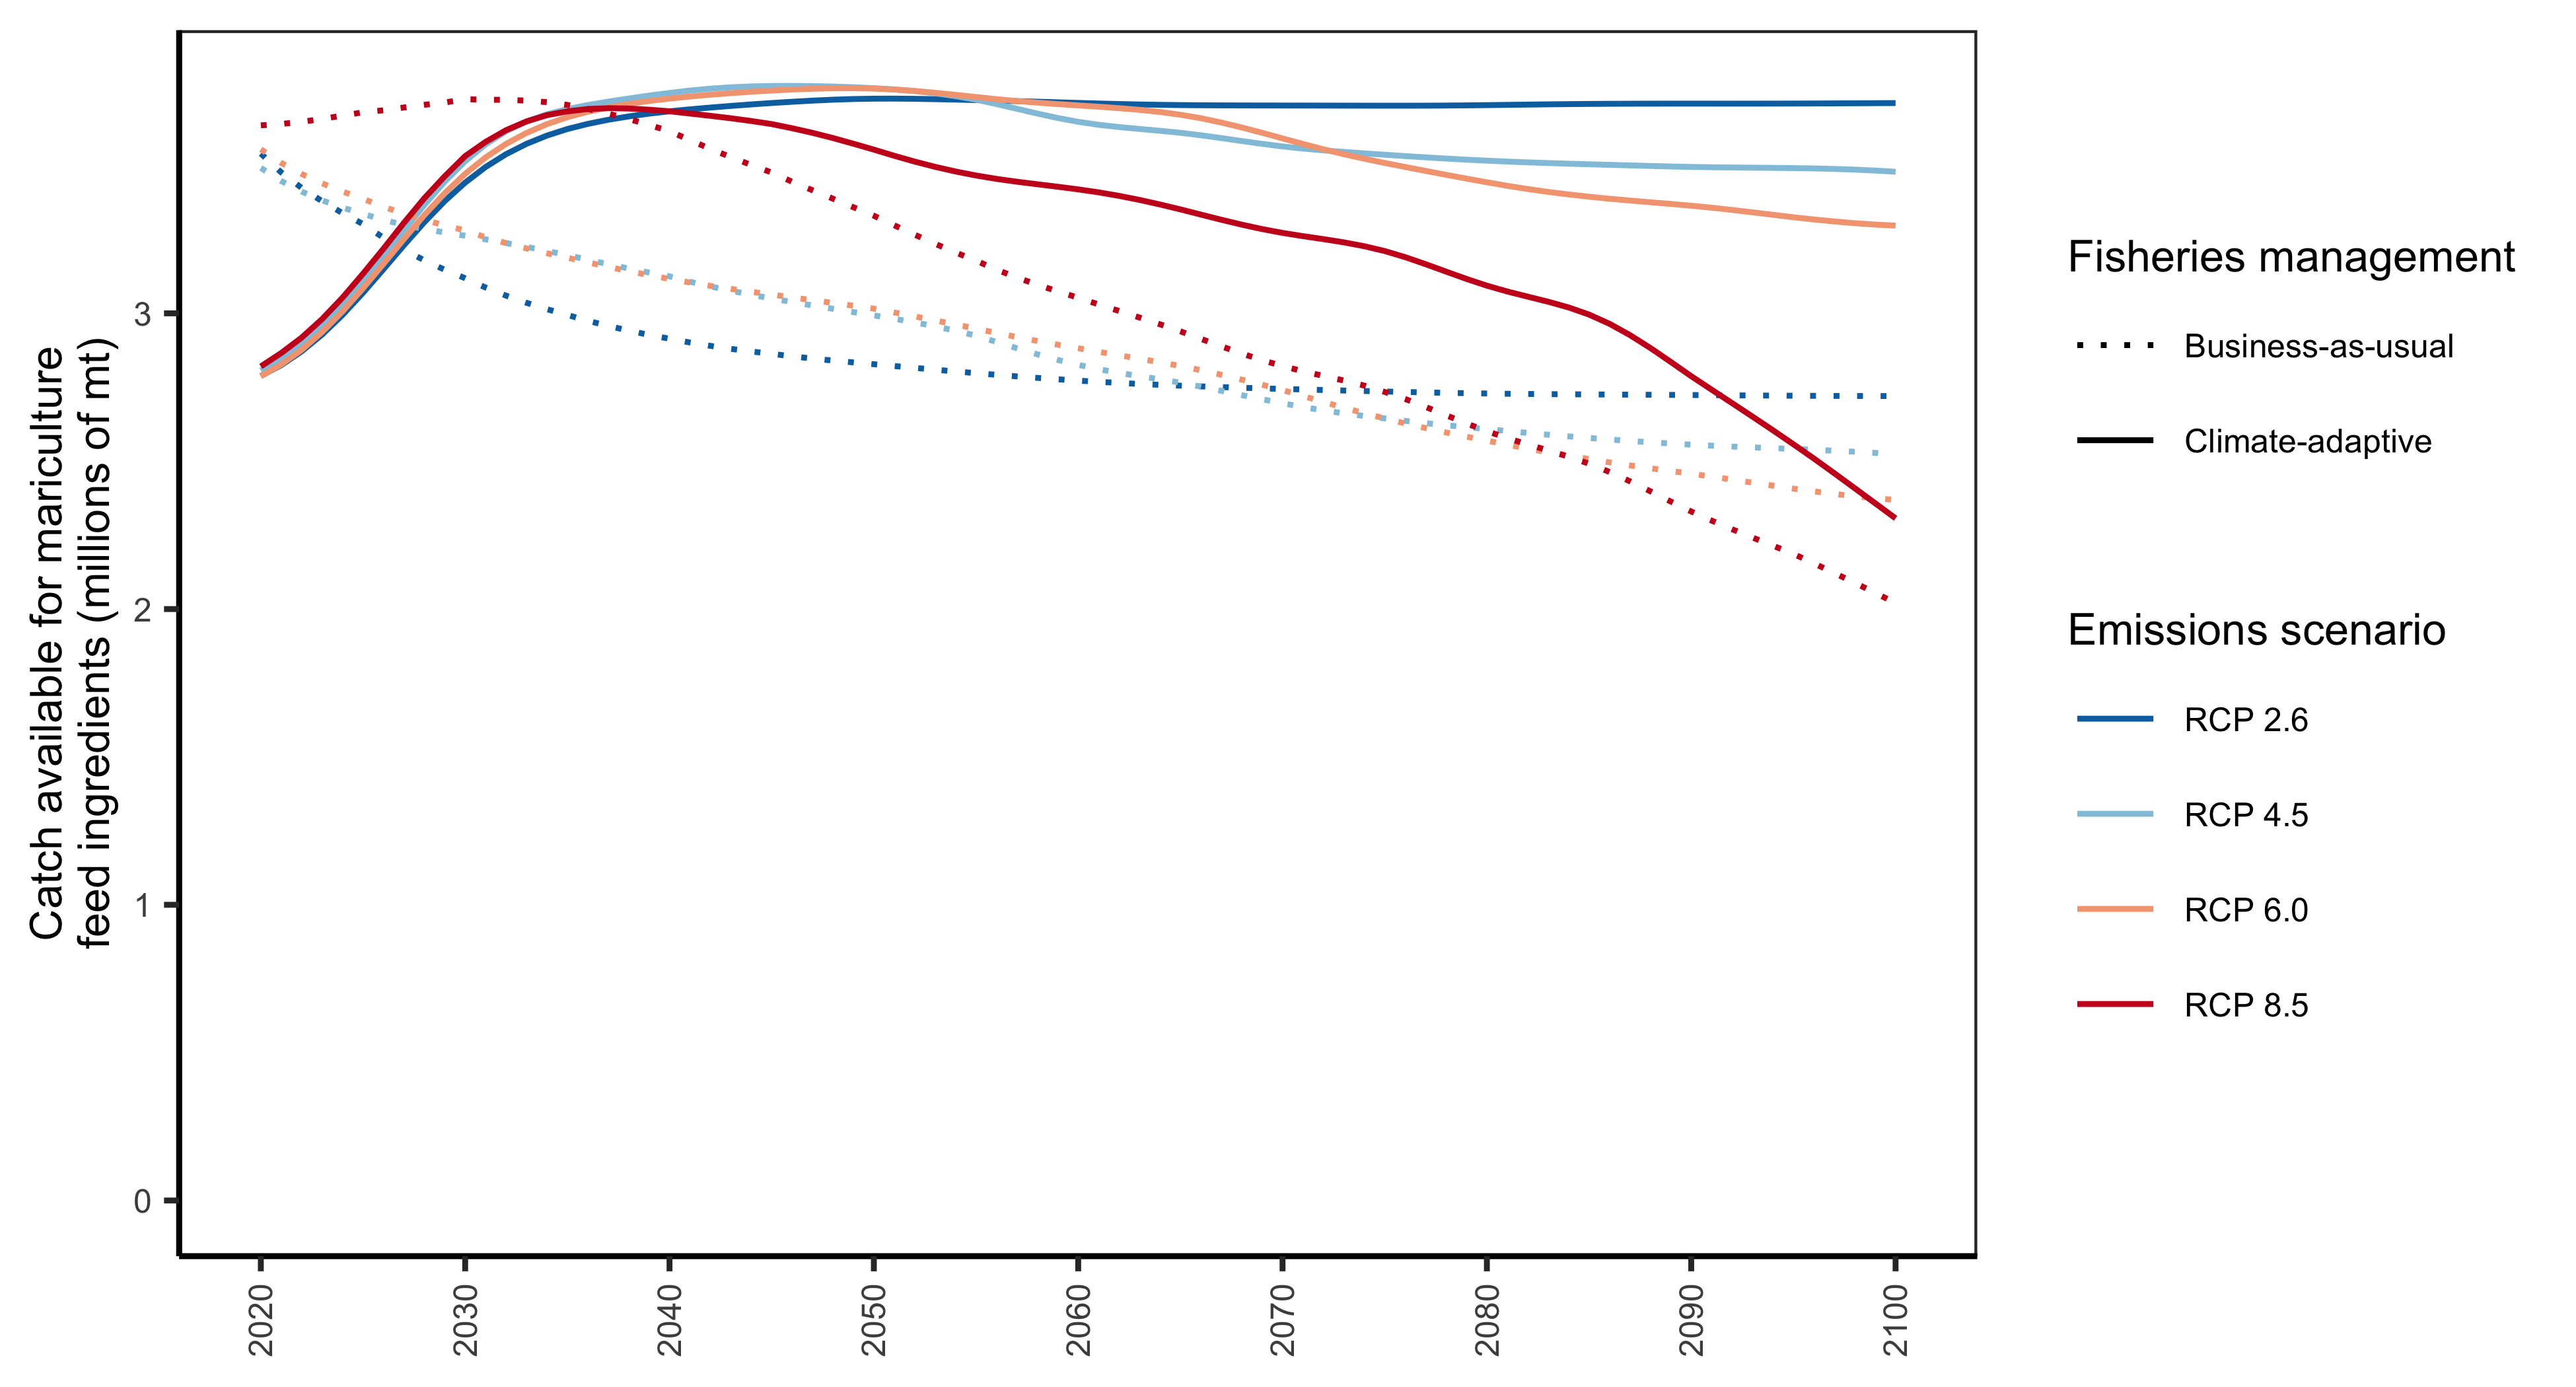 Catch available for mariculture
feed ingredients (millions of mt)
3
2
1
0
2020
2030
2040
2050
2060
2070
2080
2090
2100
Fisheries management
Business-as-usual
Climate-adaptive
Emissions scenario
RCP 2.6
RCP 4.5
RCP 6.0
RCP 8.5